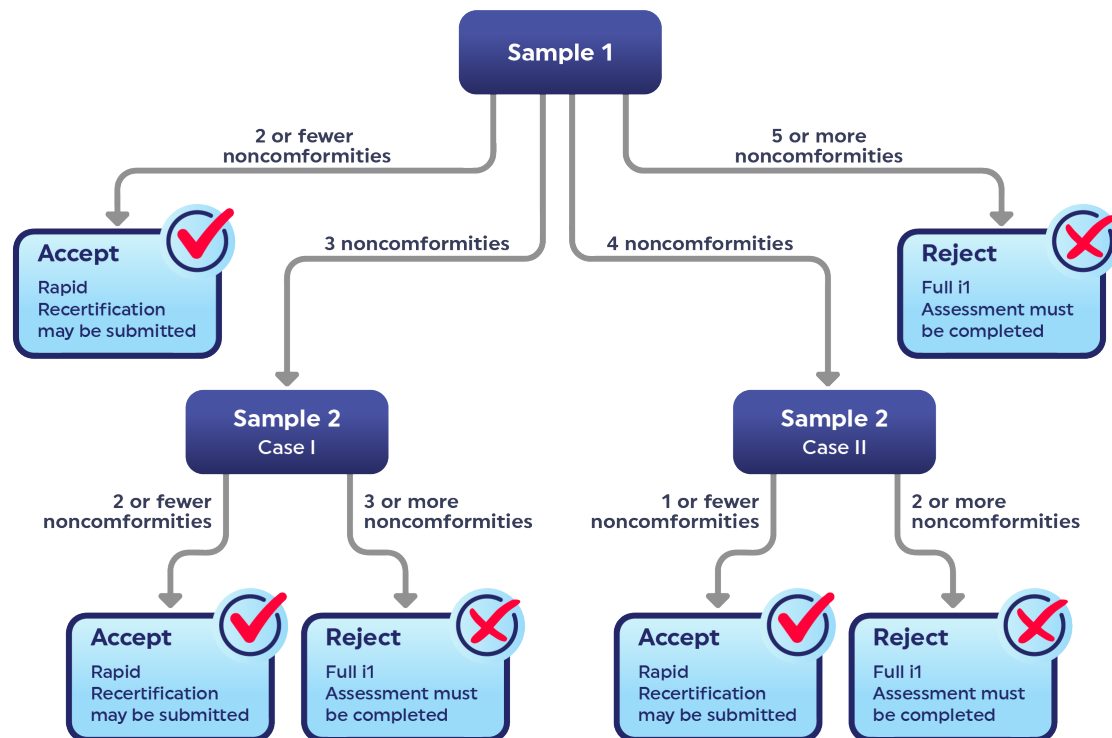 Sample 1
2 or fewer
noncomformities
5 or more
noncomformities
Accept
Rapid
Recertification
may be submitted
3 noncomformities
4 noncomformities
Reject
Full i1
Assessment must
be completed
Sample 2
Case I
Sample 2
Case II
2 or fewer
noncomformities
3 or more
noncomformities
1 or fewer
noncomformities
2 or more
noncomformities
Accept
Rapid
Recertification
may be submitted
Reject
Full i1
Assessment must
be completed
Accept
Rapid
Recertification
may be submitted
Reject
Full i1
Assessment must
be completed